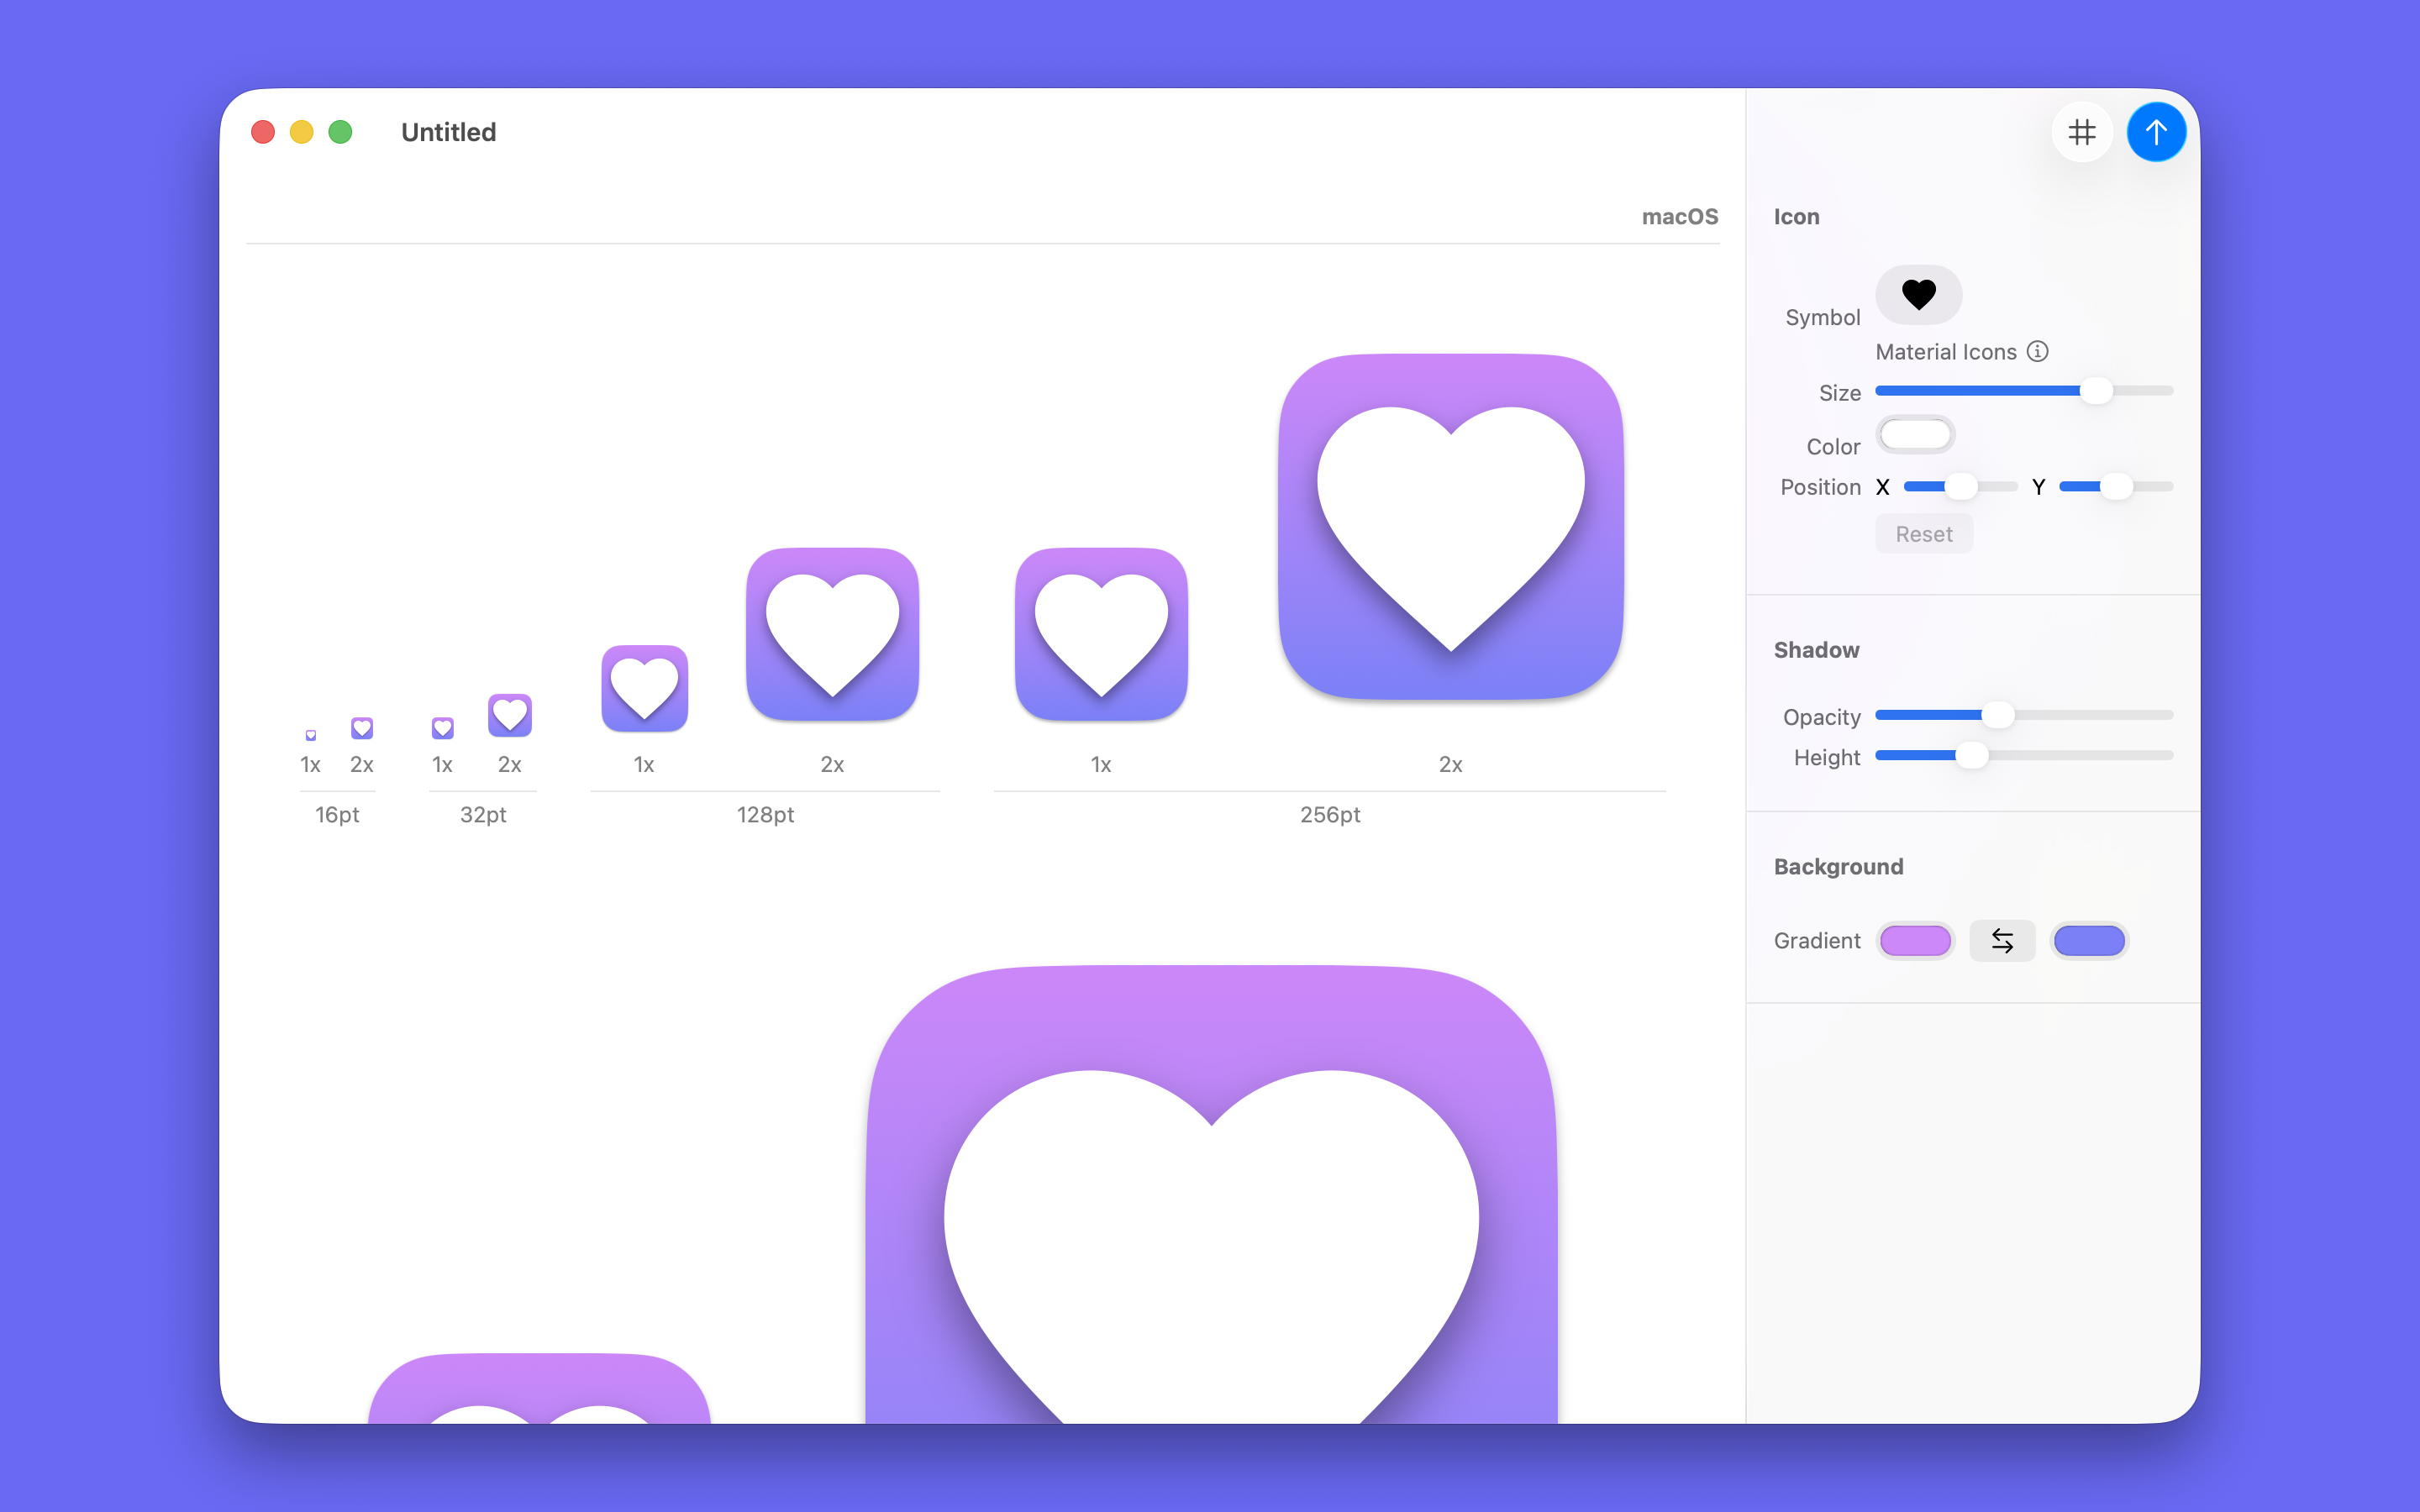 Untitled
macOS
1x 2x 1x 2x 1x 2x 1x 2x
16pt 32pt 128pt 256pt
Icon
Symbol
Material Icons
Size
Color
Position X Y
Reset
Shadow
Opacity
Height
Background
Gradient